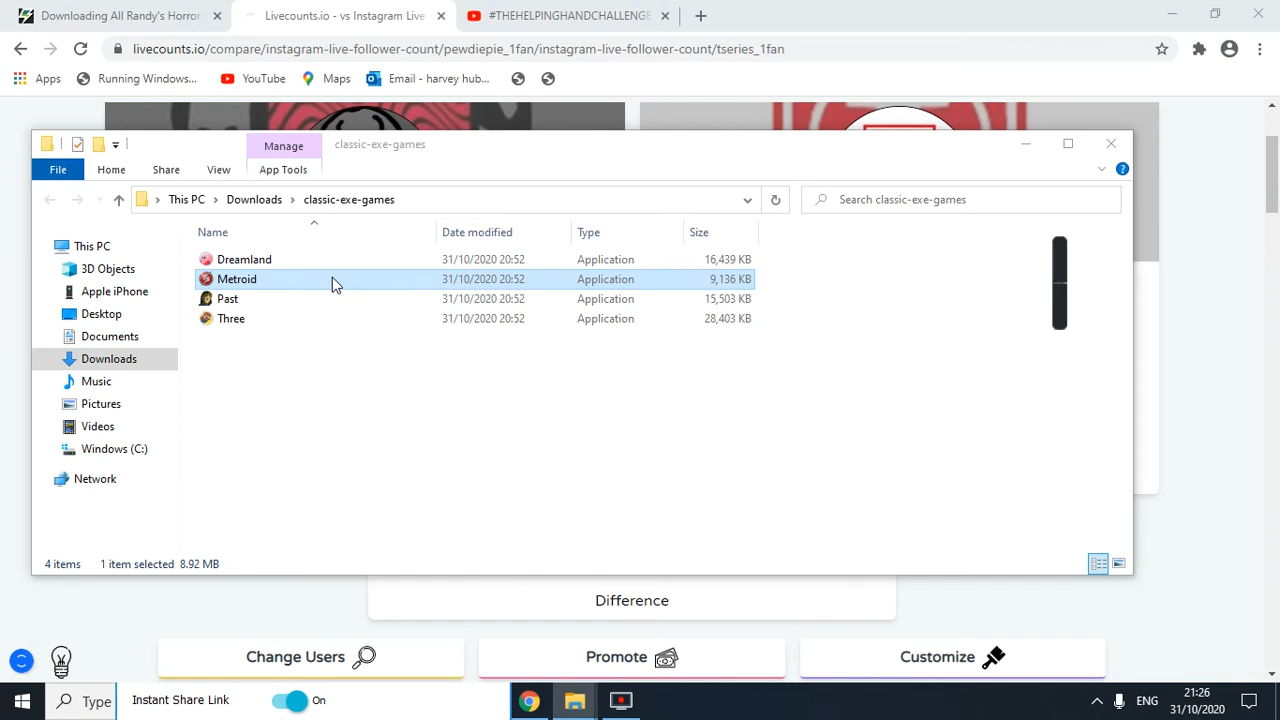 Downloading All Randy's Horror
Livecounts.io - vs Instagram Live
#THEHELPINGHANDCHALLENGE
livecounts.io/compare/instagram-live-follower-count/pewdiepie_1fan/instagram-live-follower-count/tseries_1fan
Apps Running Windows... YouTube Maps Email - harvey hub...
Manage classic-exe-games
File Home Share View App Tools
This PC > Downloads > classic-exe-games Search classic-exe-games
Name Date modified Type Size
Dreamland 31/10/2020 20:52 Application 16,439 KB
Metroid 31/10/2020 20:52 Application 9,136 KB
Past 31/10/2020 20:52 Application 15,503 KB
Three 31/10/2020 20:52 Application 28,403 KB
This PC
3D Objects
Apple iPhone
Desktop
Documents
Downloads
Music
Pictures
Videos
Windows (C:)
Network
4 items 1 item selected 8.92 MB
Difference
Change Users Promote Customize
Type Instant Share Link On ENG 21:26
31/10/2020